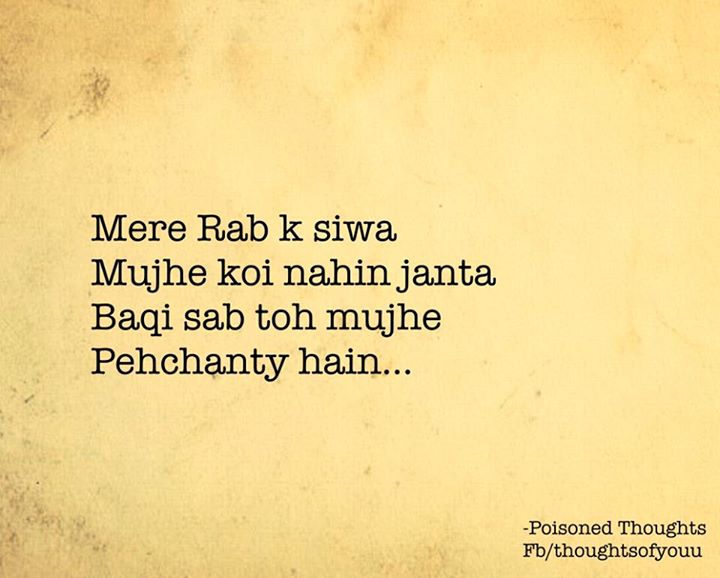 Mere Rab k siwa
Mujhe koi nahin janta
Baqi sab toh mujhe
Pehchanty hain...
-Poisoned Thoughts
Fb/thoughtsofyouu